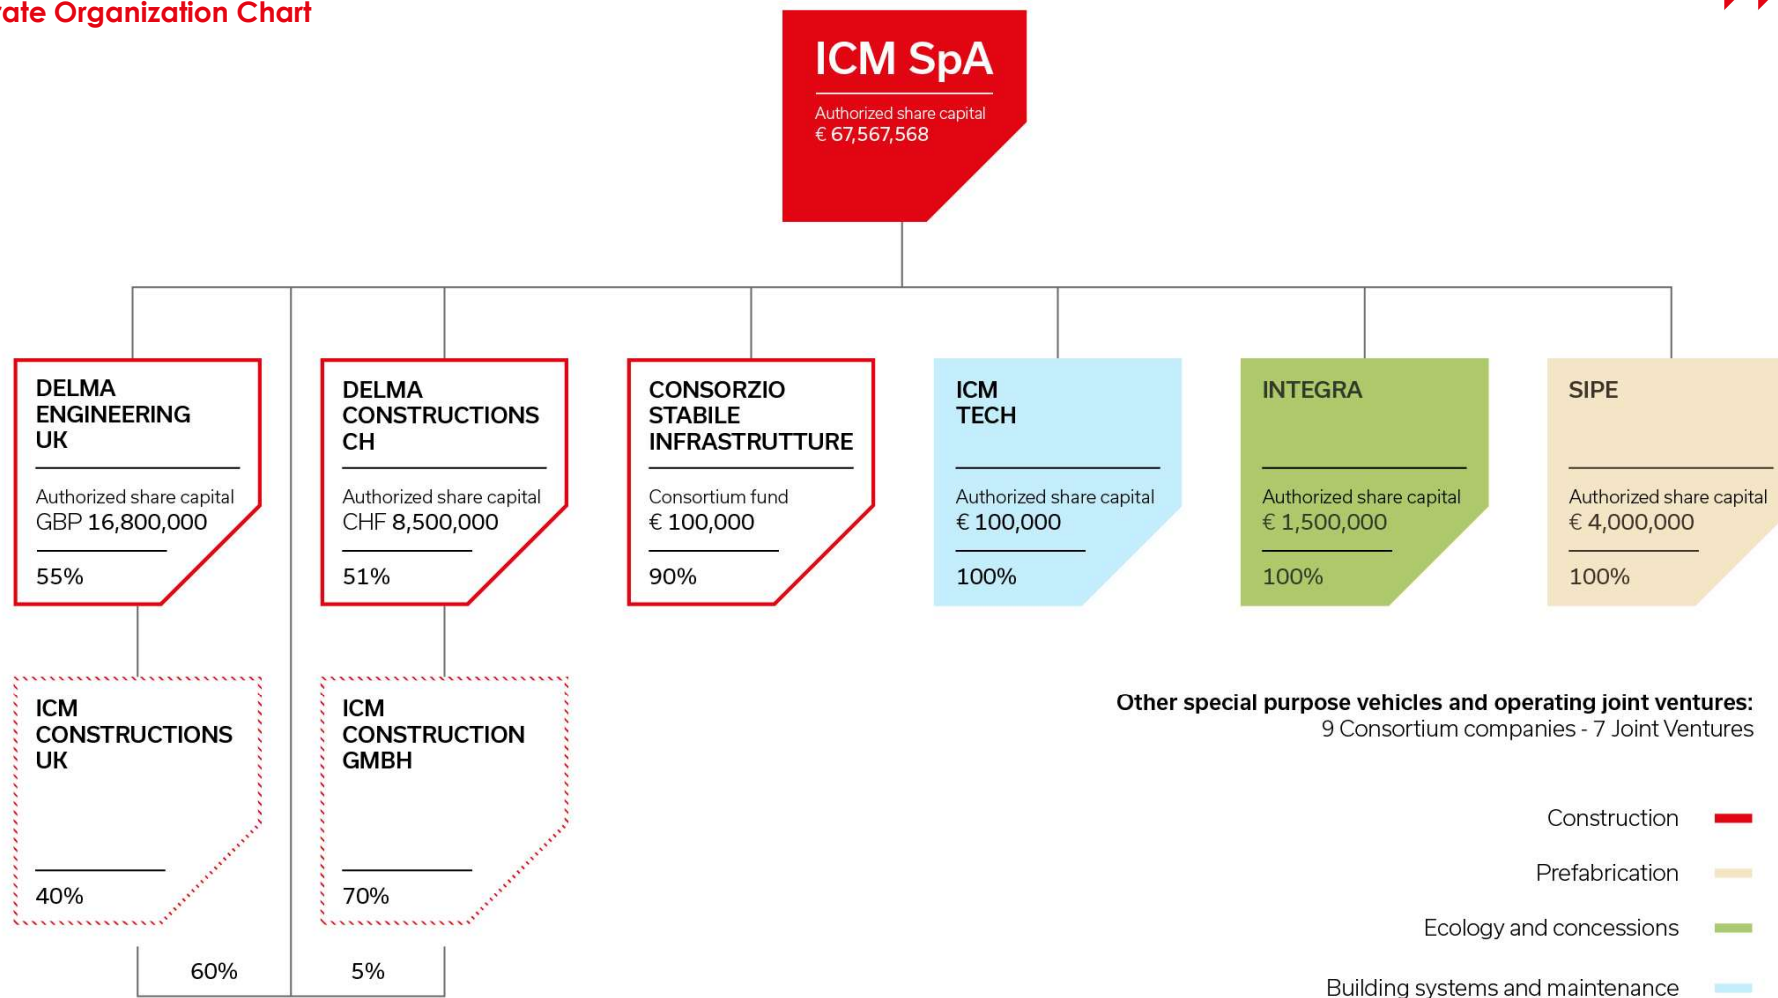 Organization Chart
ICM SpA
Authorized share capital
€ 67,567,568
DELMA
ENGINEERING
UK
Authorized share capital
GBP 16,800,000
55%
DELMA
CONSTRUCTIONS
CH
Authorized share capital
CHF 8,500,000
51%
CONSORZIO
STABILE
INFRASTRUTTURE
Consortium fund
€ 100,000
90%
ICM
TECH
Authorized share capital
€ 100,000
100%
INTEGRA
Authorized share capital
€ 1,500,000
100%
SIPE
Authorized share capital
€ 4,000,000
100%
ICM
CONSTRUCTIONS
UK
40%
ICM
CONSTRUCTION
GMBH
70%
60%
5%
Other special purpose vehicles and operating joint ventures:
9 Consortium companies - 7 Joint Ventures
Construction
Prefabrication
Ecology and concessions
Building systems and maintenance